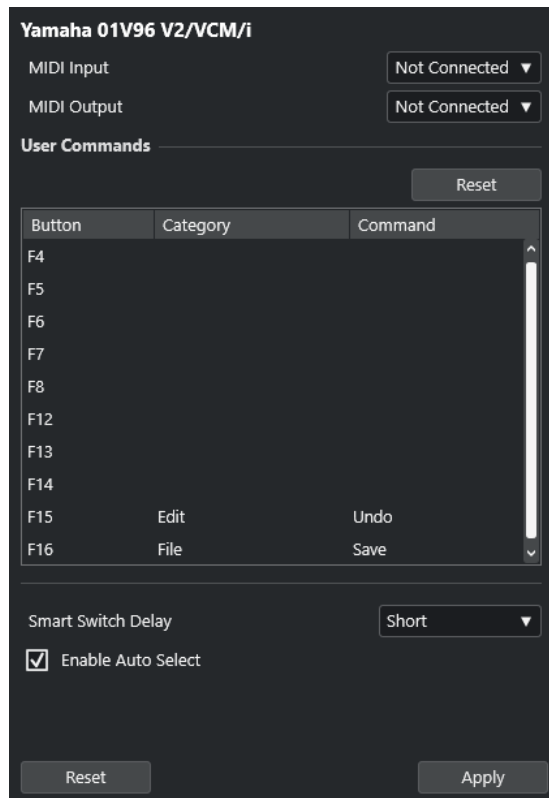 Yamaha 01V96 V2/VCM/i
MIDI Input Not Connected
MIDI Output Not Connected
User Commands
Reset
Button Category Command
F4
F5
F6
F7
F8
F12
F13
F14
F15 Edit Undo
F16 File Save
Smart Switch Delay Short
Enable Auto Select
Reset Apply